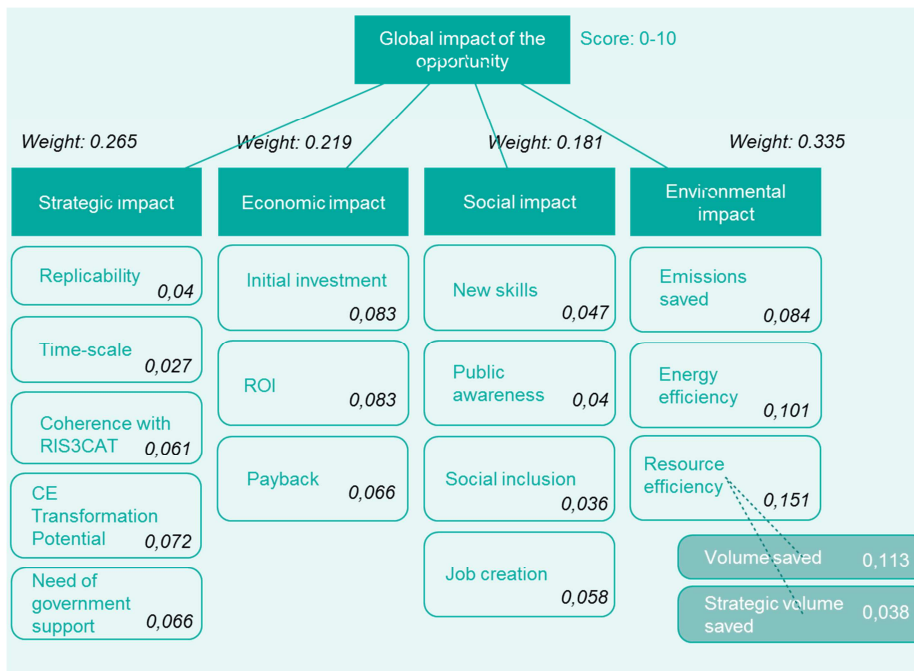 Global impact of the
opportunity
Score: 0-10
Weight: 0.265
Weight: 0.219
Weight: 0.181
Weight: 0.335
Strategic impact
Economic impact
Social impact
Environmental
impact
Replicability
0,04
Time-scale
0,027
Coherence with
RIS3CAT
0,061
CE
Transformation
Potential
0,072
Need of
government
support
0,066
Initial investment
0,083
ROI
0,083
Payback
0,066
New skills
0,047
Public
awareness
0,04
Social inclusion
0,036
Job creation
0,058
Emissions
saved
0,084
Energy
efficiency
0,101
Resource
efficiency
0,151
Volume saved
0,113
Strategic volume
saved
0,038